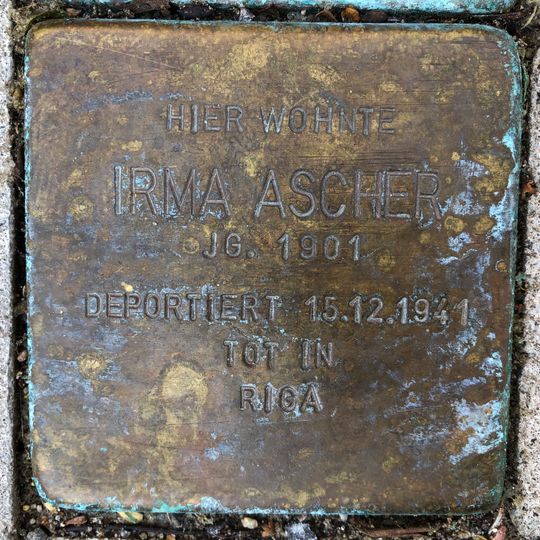 HIER WOHNTE
IRMA ASCHER
JG. 1901
DEPORTIERT 15.12.1941
TOT IN
RIGA